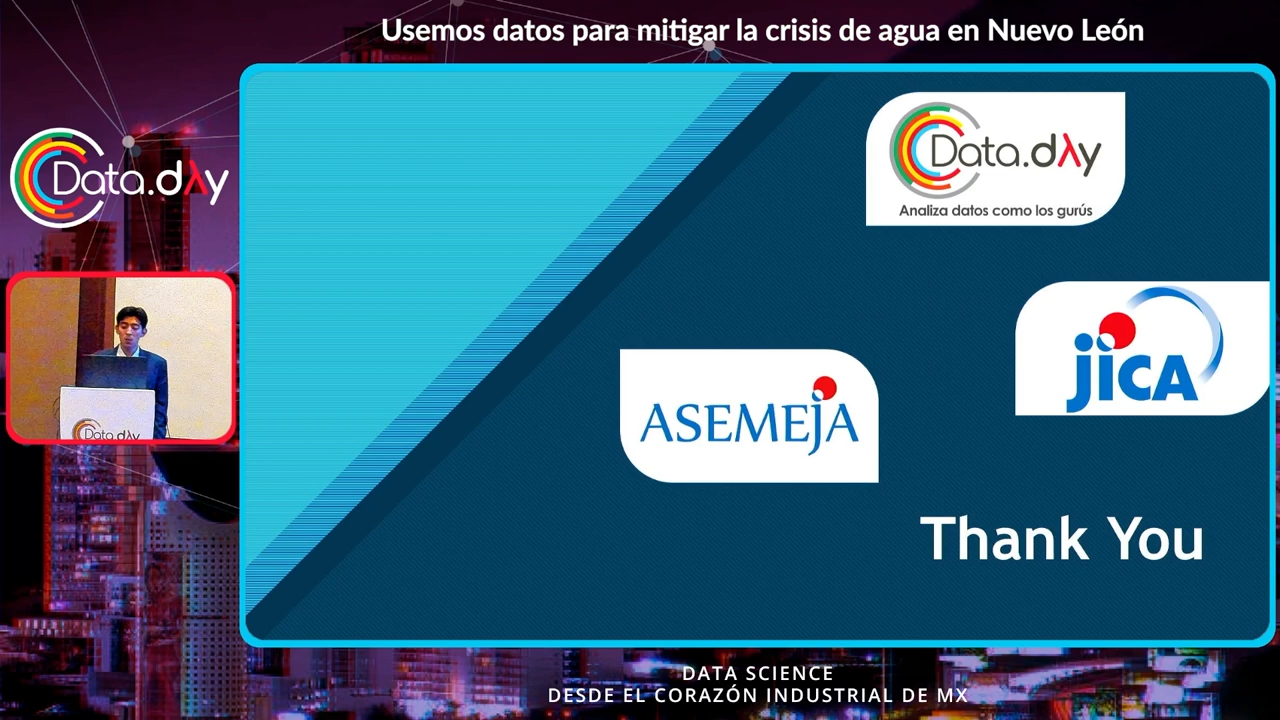 Usemos datos para mitigar la crisis de agua en Nuevo León
Data.dλy
Data.dλy
Analiza datos como los gurús
jica
ASEMEJA
Data.dλy
Thank You
DATA SCIENCE
DESDE EL CORAZÓN INDUSTRIAL DE MX